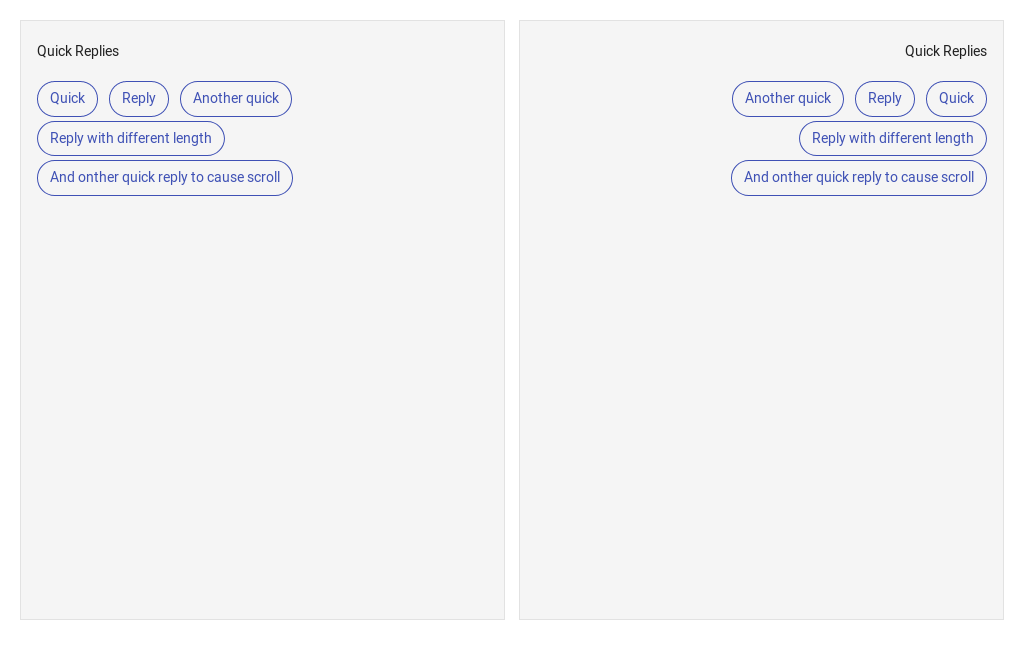 Quick Replies
Quick Reply Another quick
Reply with different length
And onther quick reply to cause scroll
Quick Replies
Another quick Reply Quick
Reply with different length
And onther quick reply to cause scroll